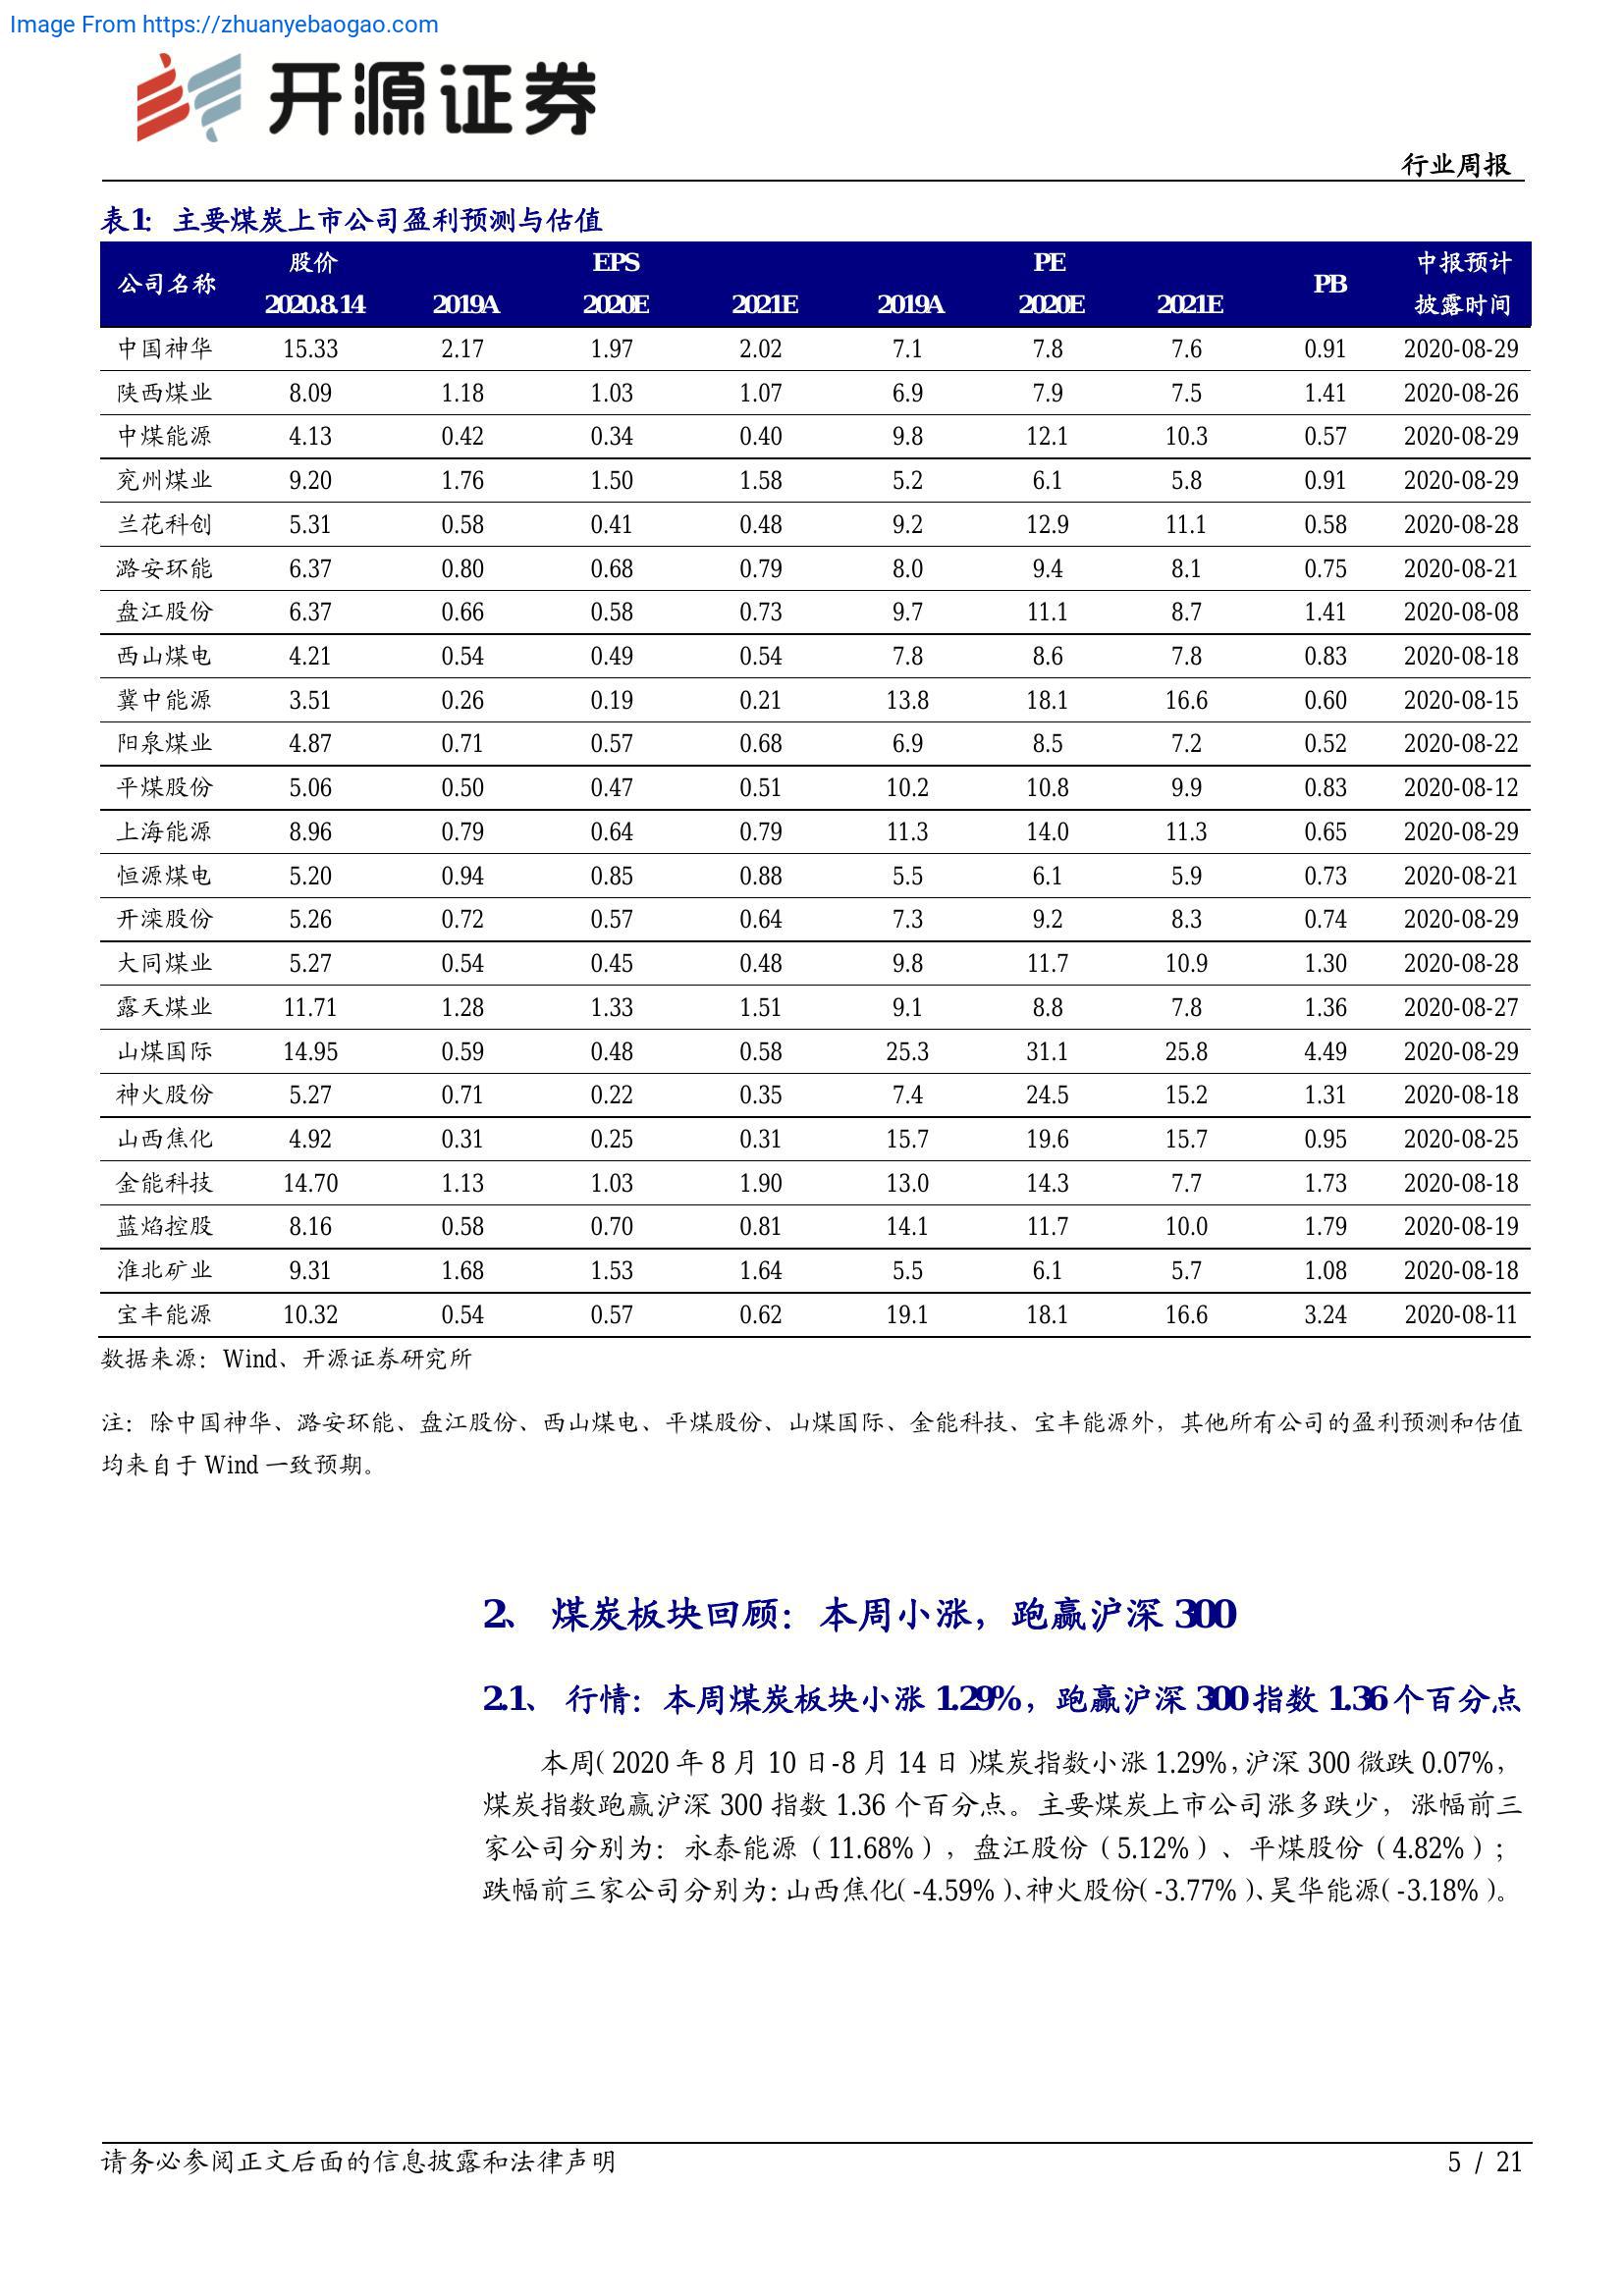 Image From https://zhuanyebaogao.com
开源证券
行业周报
表1: 主要煤炭上市公司盈利预测与估值
公司名称 股价 EPS PE PB 中报预计
2020.8.14 2019A 2020E 2021E 2019A 2020E 2021E 披露时间
中国神华 15.33 2.17 1.97 2.02 7.1 7.8 7.6 0.91 2020-08-29
陕西煤业 8.09 1.18 1.03 1.07 6.9 7.9 7.5 1.41 2020-08-26
中煤能源 4.13 0.42 0.34 0.40 9.8 12.1 10.3 0.57 2020-08-29
兖州煤业 9.20 1.76 1.50 1.58 5.2 6.1 5.8 0.91 2020-08-29
兰花科创 5.31 0.58 0.41 0.48 9.2 12.9 11.1 0.58 2020-08-28
潞安环能 6.37 0.80 0.68 0.79 8.0 9.4 8.1 0.75 2020-08-21
盘江股份 6.37 0.66 0.58 0.73 9.7 11.1 8.7 1.41 2020-08-08
西山煤电 4.21 0.54 0.49 0.54 7.8 8.6 7.8 0.83 2020-08-18
冀中能源 3.51 0.26 0.19 0.21 13.8 18.1 16.6 0.60 2020-08-15
阳泉煤业 4.87 0.71 0.57 0.68 6.9 8.5 7.2 0.52 2020-08-22
平煤股份 5.06 0.50 0.47 0.51 10.2 10.8 9.9 0.83 2020-08-12
上海能源 8.96 0.79 0.64 0.79 11.3 14.0 11.3 0.65 2020-08-29
恒源煤电 5.20 0.94 0.85 0.88 5.5 6.1 5.9 0.73 2020-08-21
开滦股份 5.26 0.72 0.57 0.64 7.3 9.2 8.3 0.74 2020-08-29
大同煤业 5.27 0.54 0.45 0.48 9.8 11.7 10.9 1.30 2020-08-28
露天煤业 11.71 1.28 1.33 1.51 9.1 8.8 7.8 1.36 2020-08-27
山煤国际 14.95 0.59 0.48 0.58 25.3 31.1 25.8 4.49 2020-08-29
神火股份 5.27 0.71 0.22 0.35 7.4 24.5 15.2 1.31 2020-08-18
山西焦化 4.92 0.31 0.25 0.31 15.7 19.6 15.7 0.95 2020-08-25
金能科技 14.70 1.13 1.03 1.90 13.0 14.3 7.7 1.73 2020-08-18
蓝焰控股 8.16 0.58 0.70 0.81 14.1 11.7 10.0 1.79 2020-08-19
淮北矿业 9.31 1.68 1.53 1.64 5.5 6.1 5.7 1.08 2020-08-18
宝丰能源 10.32 0.54 0.57 0.62 19.1 18.1 16.6 3.24 2020-08-11
数据来源：Wind、开源证券研究所
注：除中国神华、潞安环能、盘江股份、西山煤电、平煤股份、山煤国际、金能科技、宝丰能源外，其他所有公司的盈利预测和估值
均来自于 Wind 一致预期。
2、 煤炭板块回顾：本周小涨，跑赢沪深 300
2.1、 行情：本周煤炭板块小涨 1.29%，跑赢沪深 300 指数 1.36 个百分点
本周（2020 年 8 月 10 日-8 月 14 日）煤炭指数小涨 1.29%，沪深 300 微跌 0.07%，
煤炭指数跑赢沪深 300 指数 1.36 个百分点。主要煤炭上市公司涨多跌少，涨幅前三
家公司分别为：永泰能源（11.68%），盘江股份（5.12%）、平煤股份（4.82%）；
跌幅前三家公司分别为：山西焦化（-4.59%）、神火股份（-3.77%）、昊华能源（-3.18%）。
请务必参阅正文后面的信息披露和法律声明 5 / 21